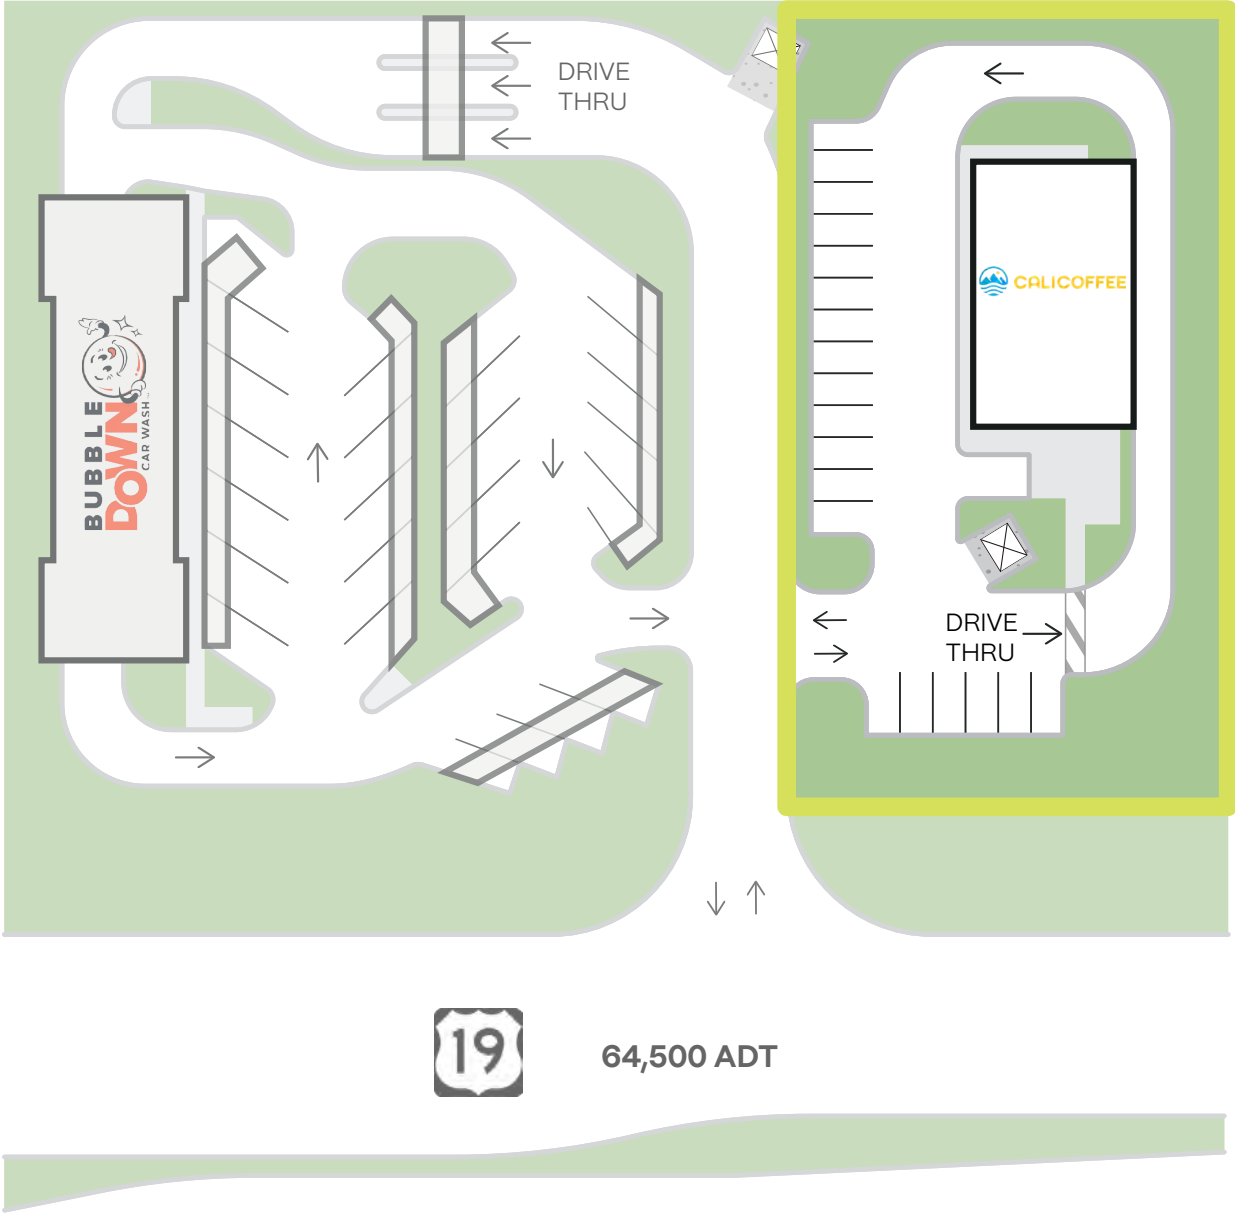 DRIVE
THRU
CALICOFFEE
BUBBLE
DOWN
CAR WASH
DRIVE
THRU
19
64,500 ADT